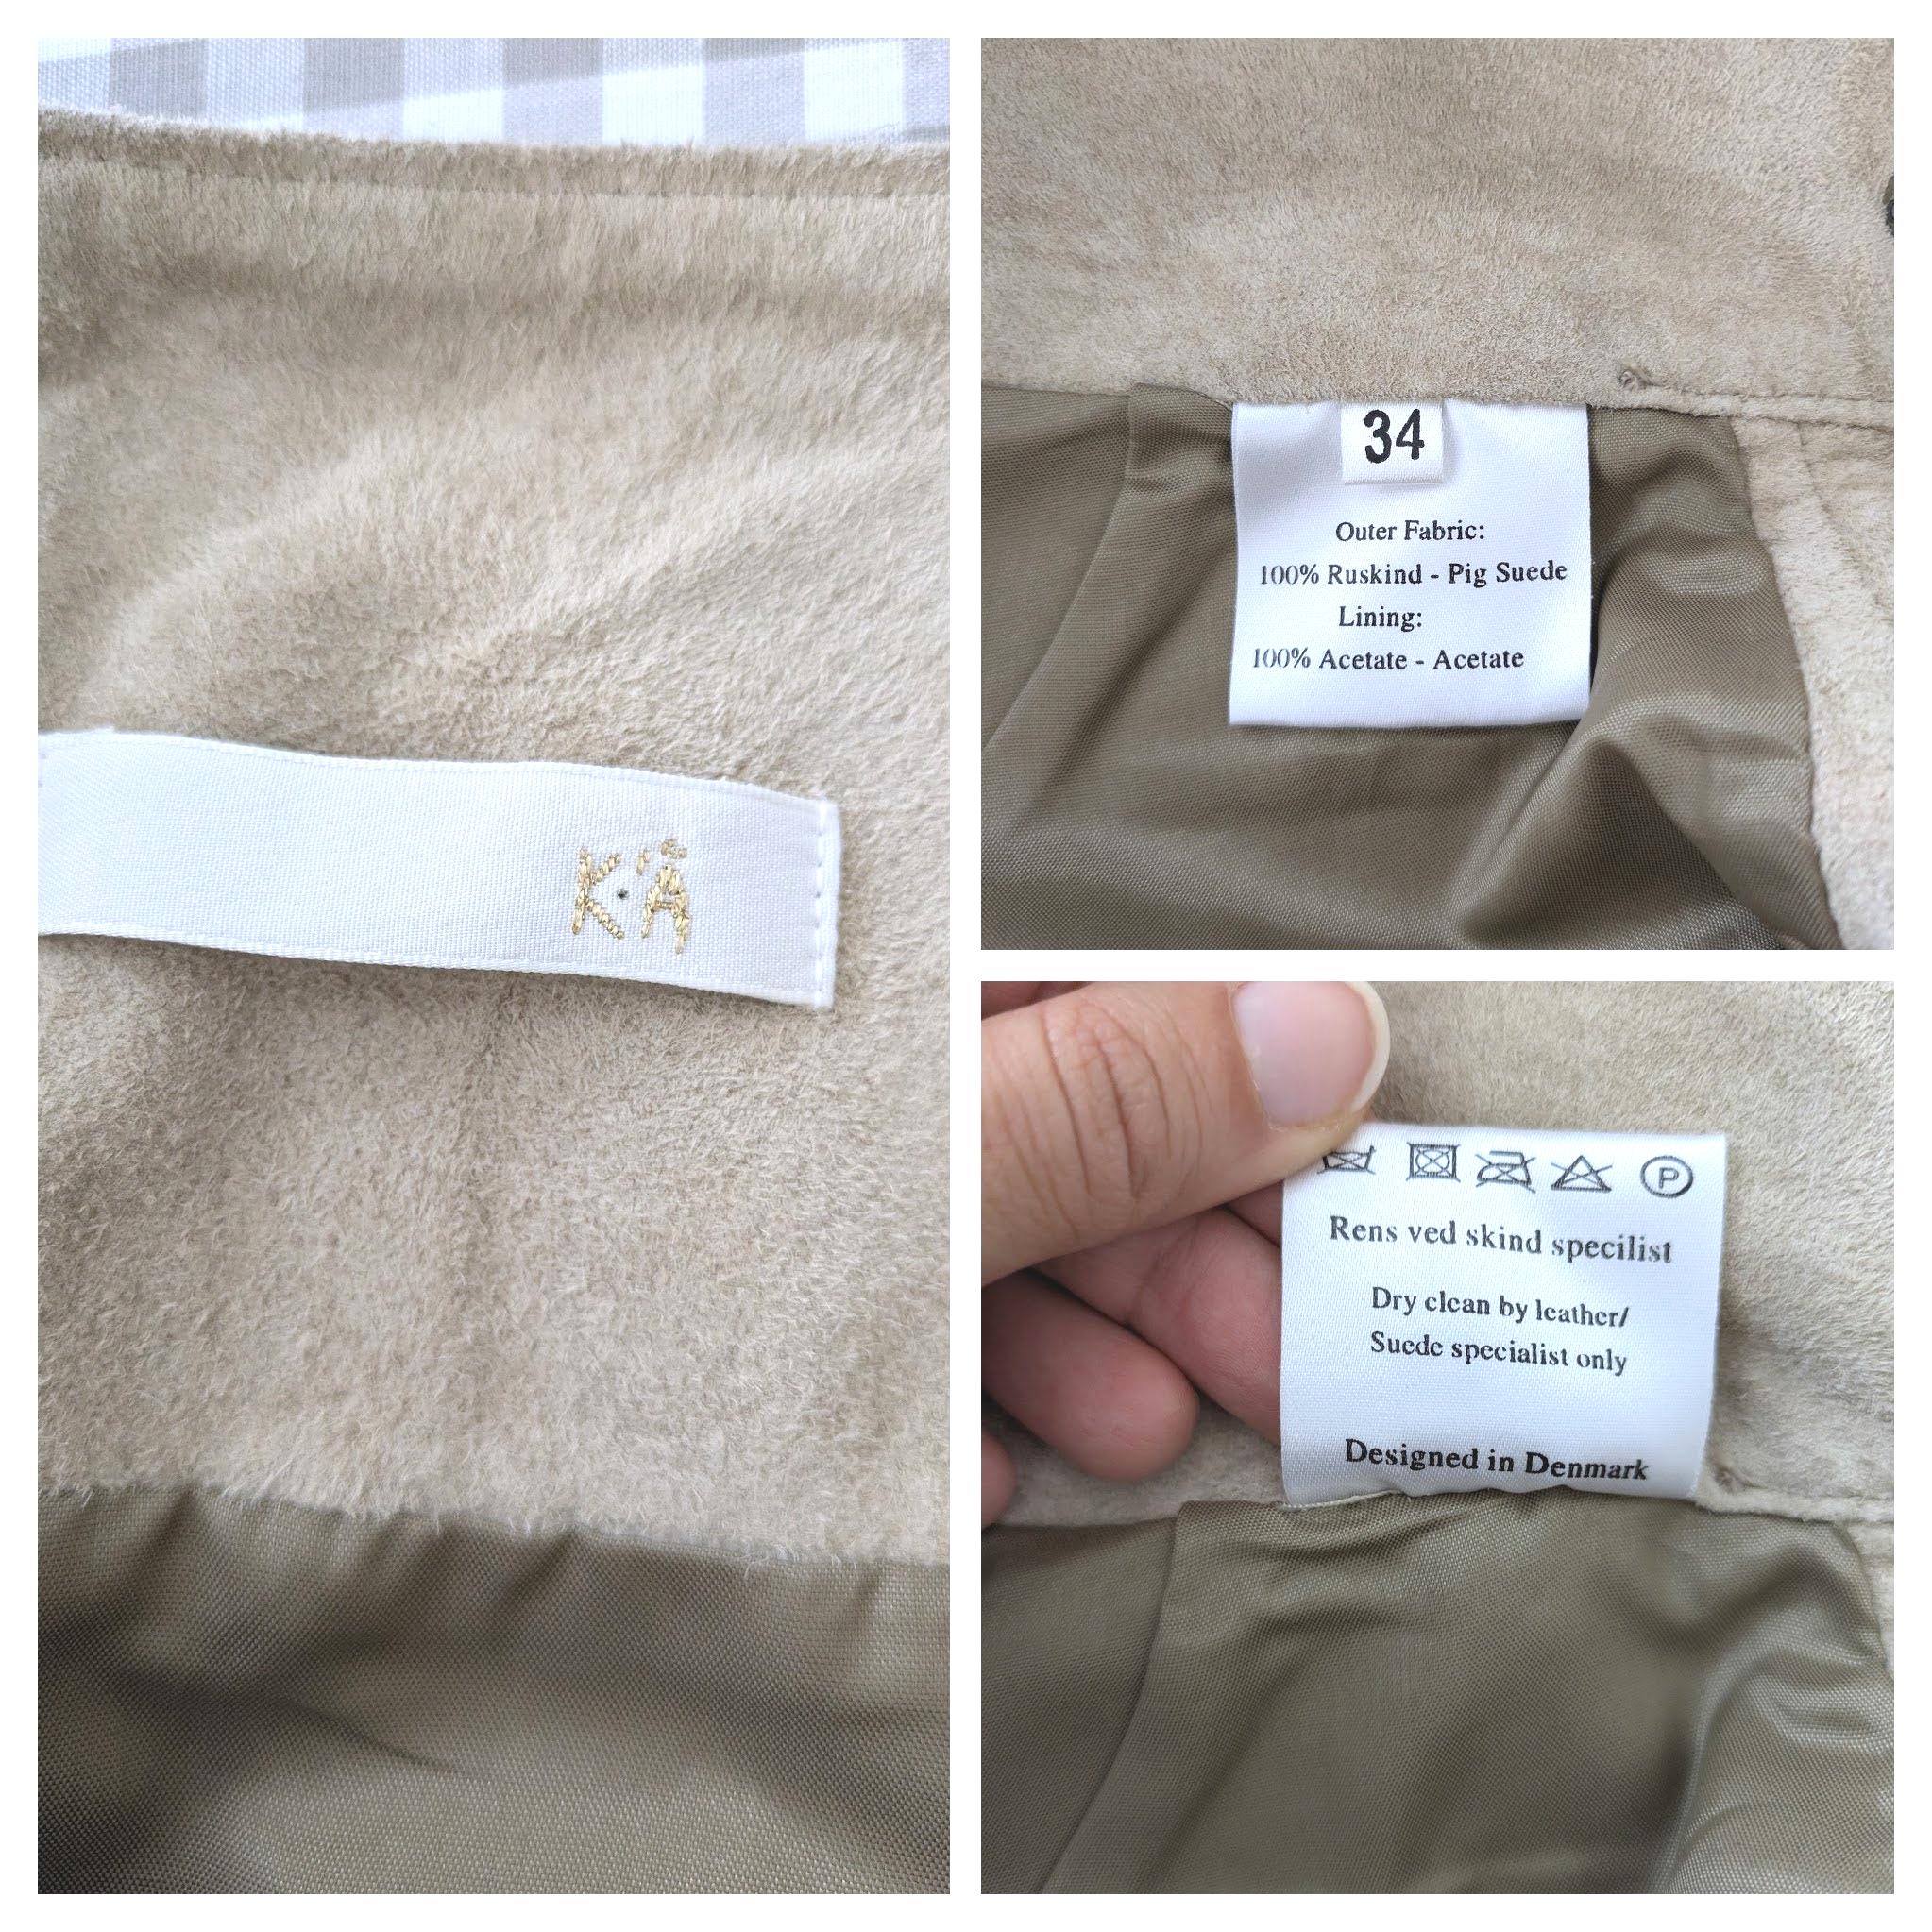 K·'Â
34
Outer Fabric:
100% Ruskind - Pig Suede
Lining:
100% Acetate - Acetate
P
Rens ved skind specilist
Dry clean by leather/
Suede specialist only
Designed in Denmark